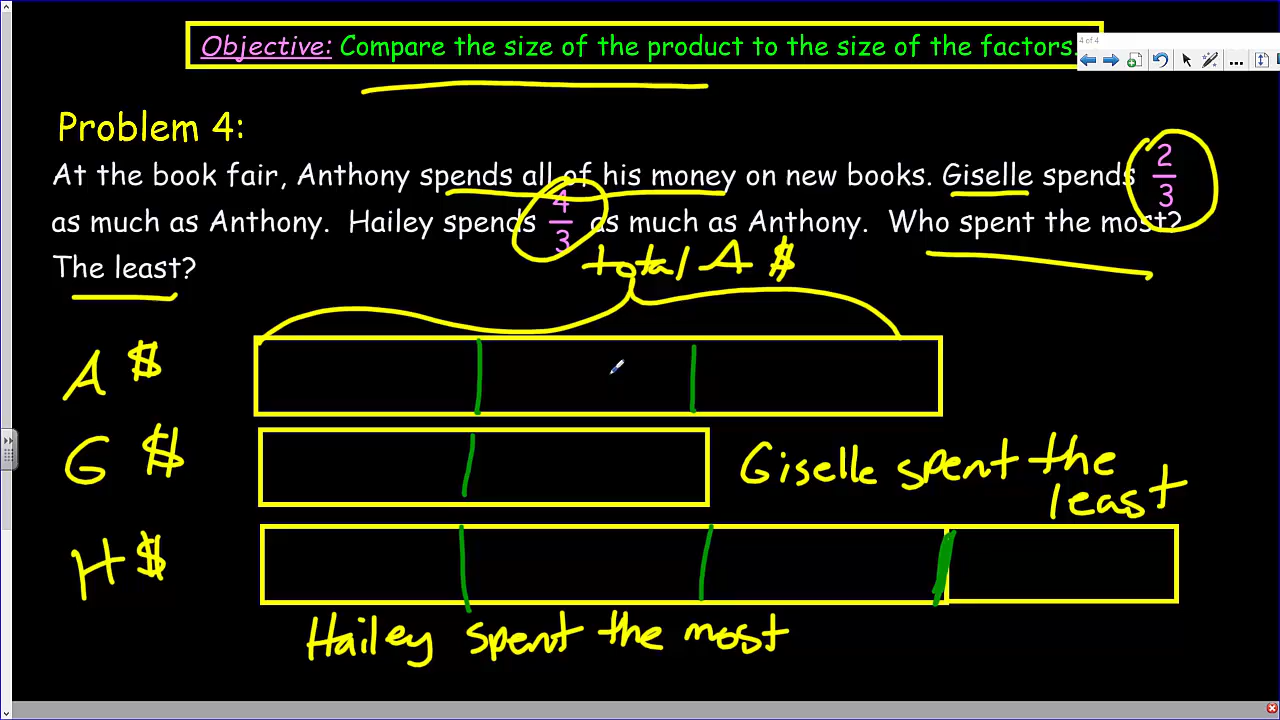 Objective: Compare the size of the product to the size of the factors.
4 of 4
Problem 4:
At the book fair, Anthony spends all of his money on new books. Giselle spends 2/3
as much as Anthony. Hailey spends 4/3 as much as Anthony. Who spent the most?
The least?
total A $
A $
G $
Giselle spent the
least
H $
Hailey spent the most